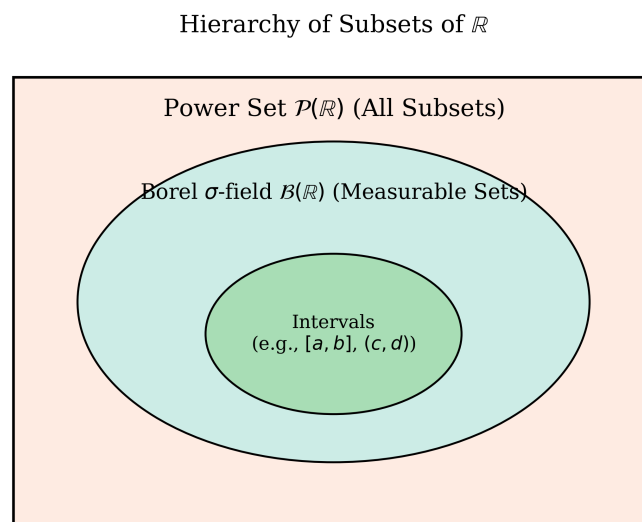 Hierarchy of Subsets of ℝ
Power Set 𝒫(ℝ) (All Subsets)
Borel σ-field ℬ(ℝ) (Measurable Sets)
Intervals
(e.g., [a, b], (c, d))